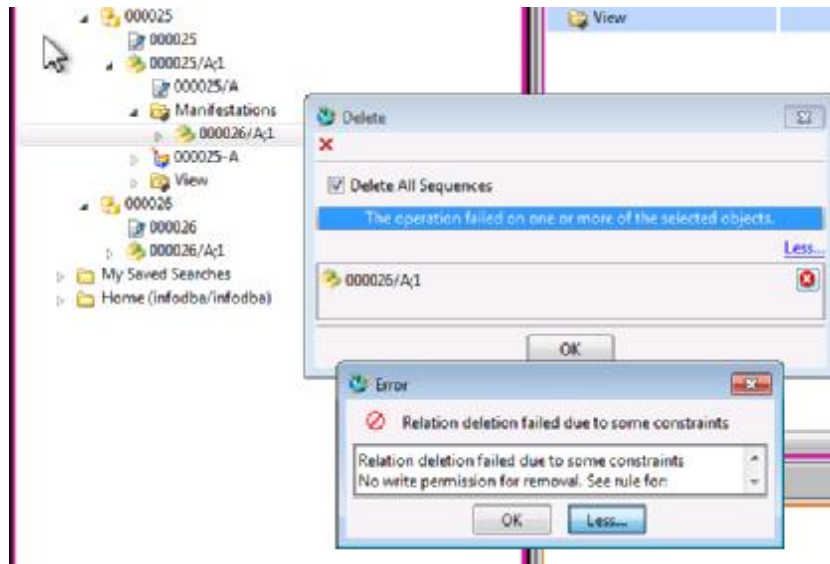 000025
000025
000025/A;1
000025/A
Manifestations
000026/A;1
000025-A
View
000026
000026
000026/A;1
My Saved Searches
Home (infodba/infodba)
View
Delete
Delete All Sequences
The operation failed on one or more of the selected objects.
Less...
000026/A;1
OK
Error
Relation deletion failed due to some constraints
Relation deletion failed due to some constraints
No write permission for removal. See rule for:
OK
Less...